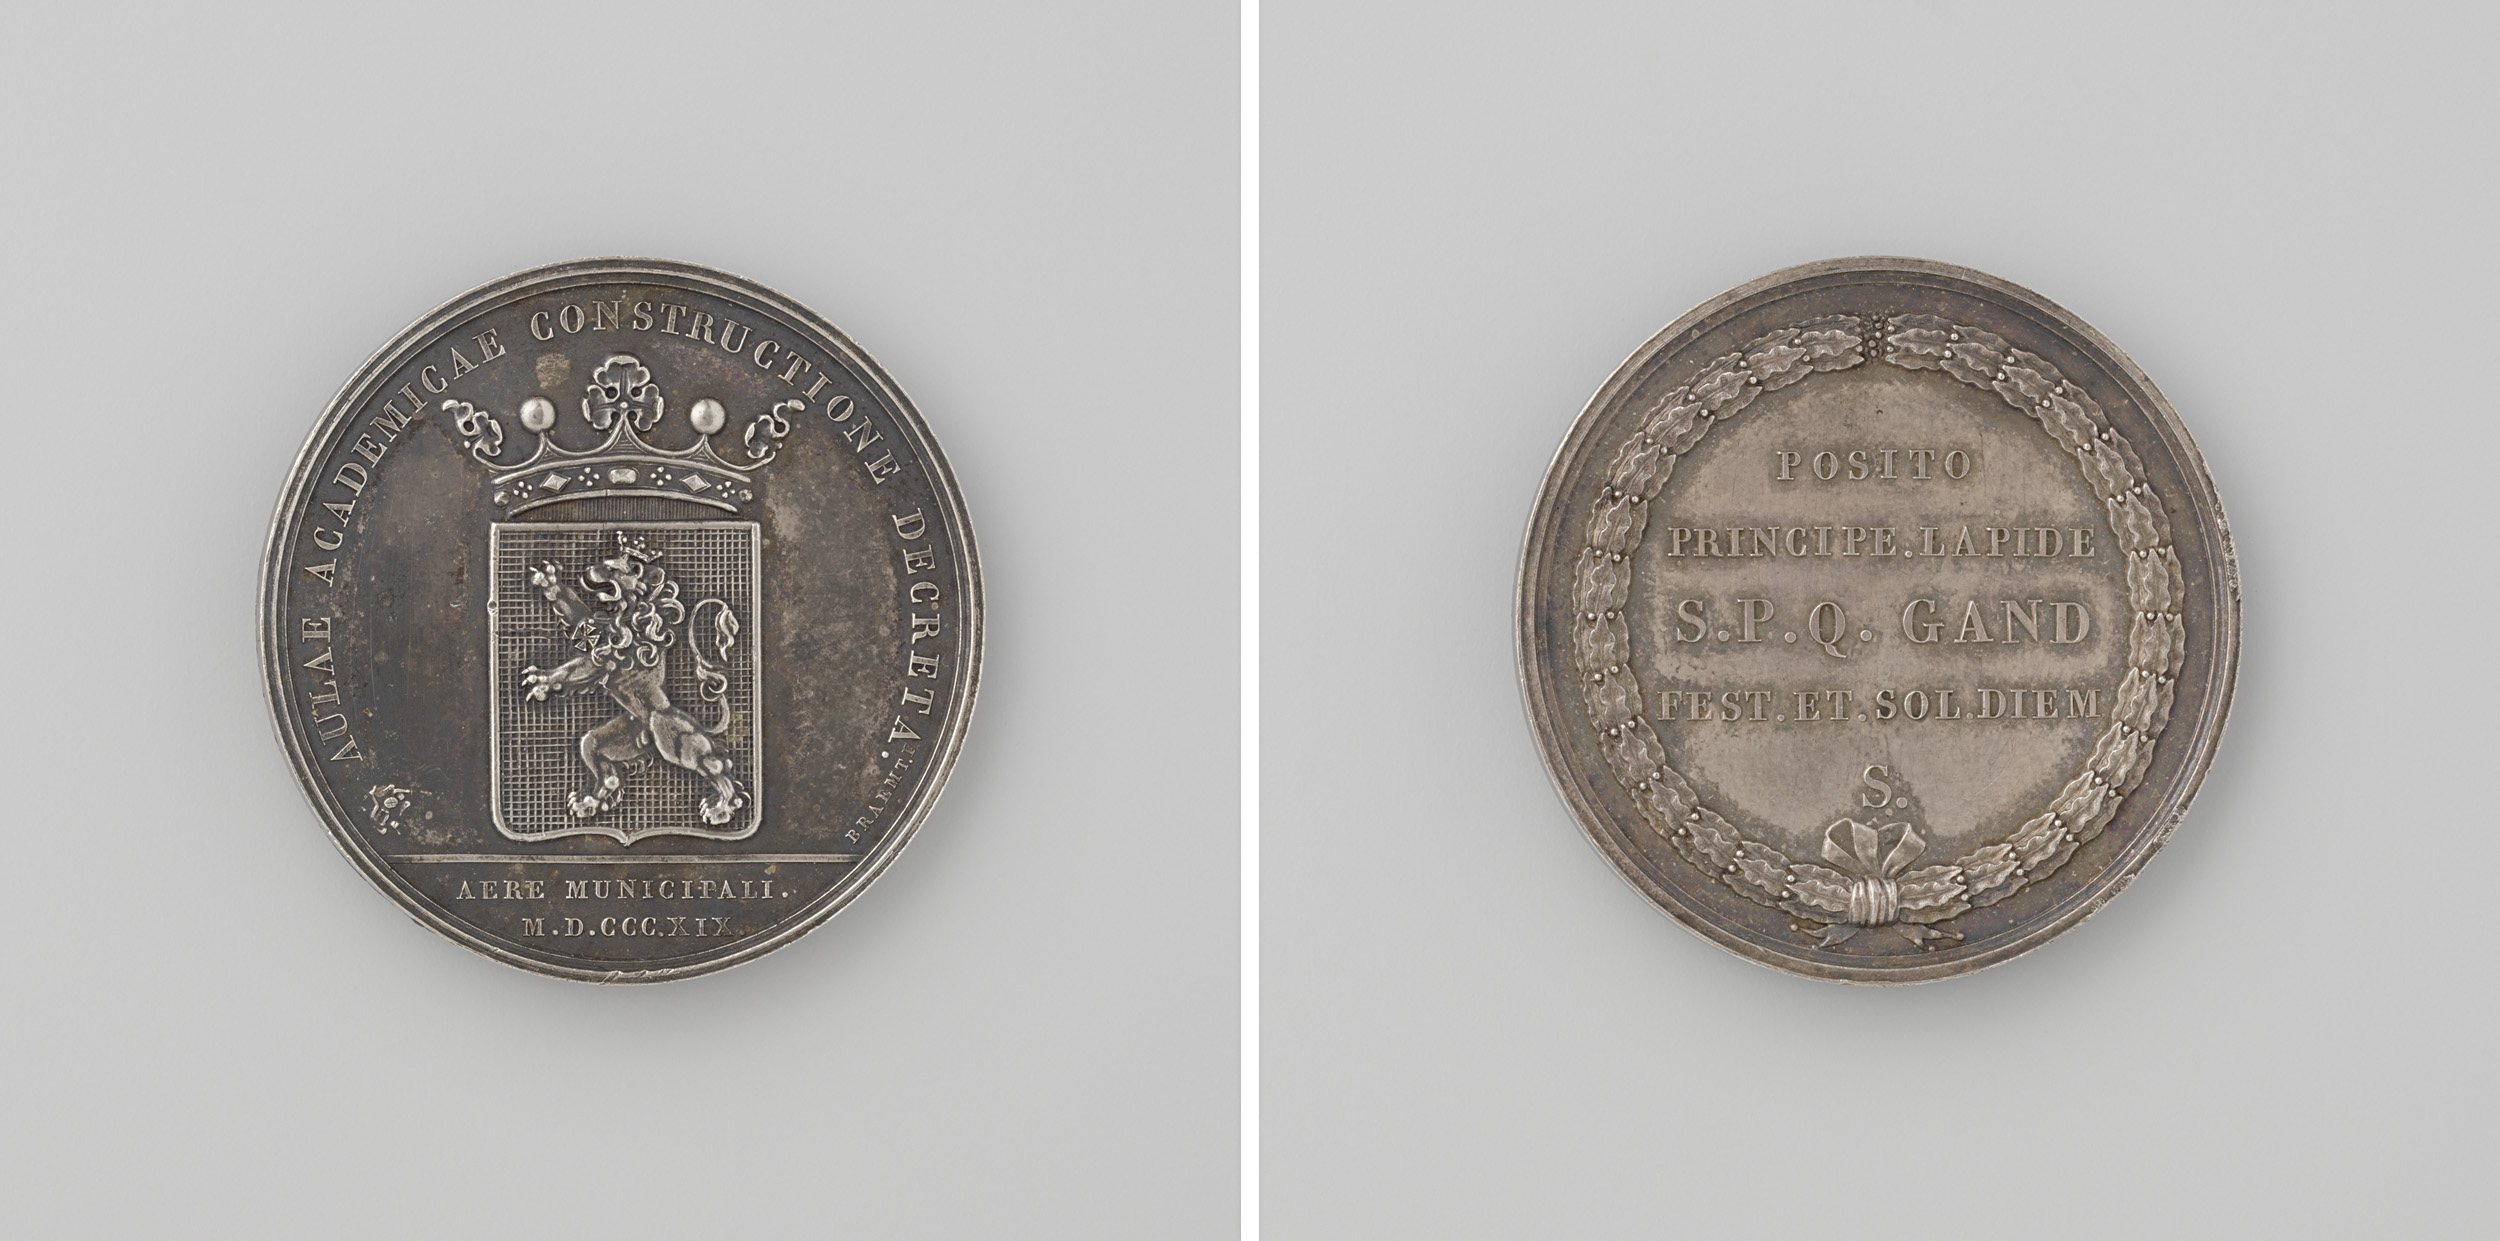 AULAE ACADEMICAE CONSTRUCTIONE DECRETA.
BRAEMT.F
AERE MUNICIPALI.
M.D.CCC.XIX
POSITO
PRINCIPE.LAPIDE
S.P.Q. GAND
FEST.ET.SOL.DIEM
S.